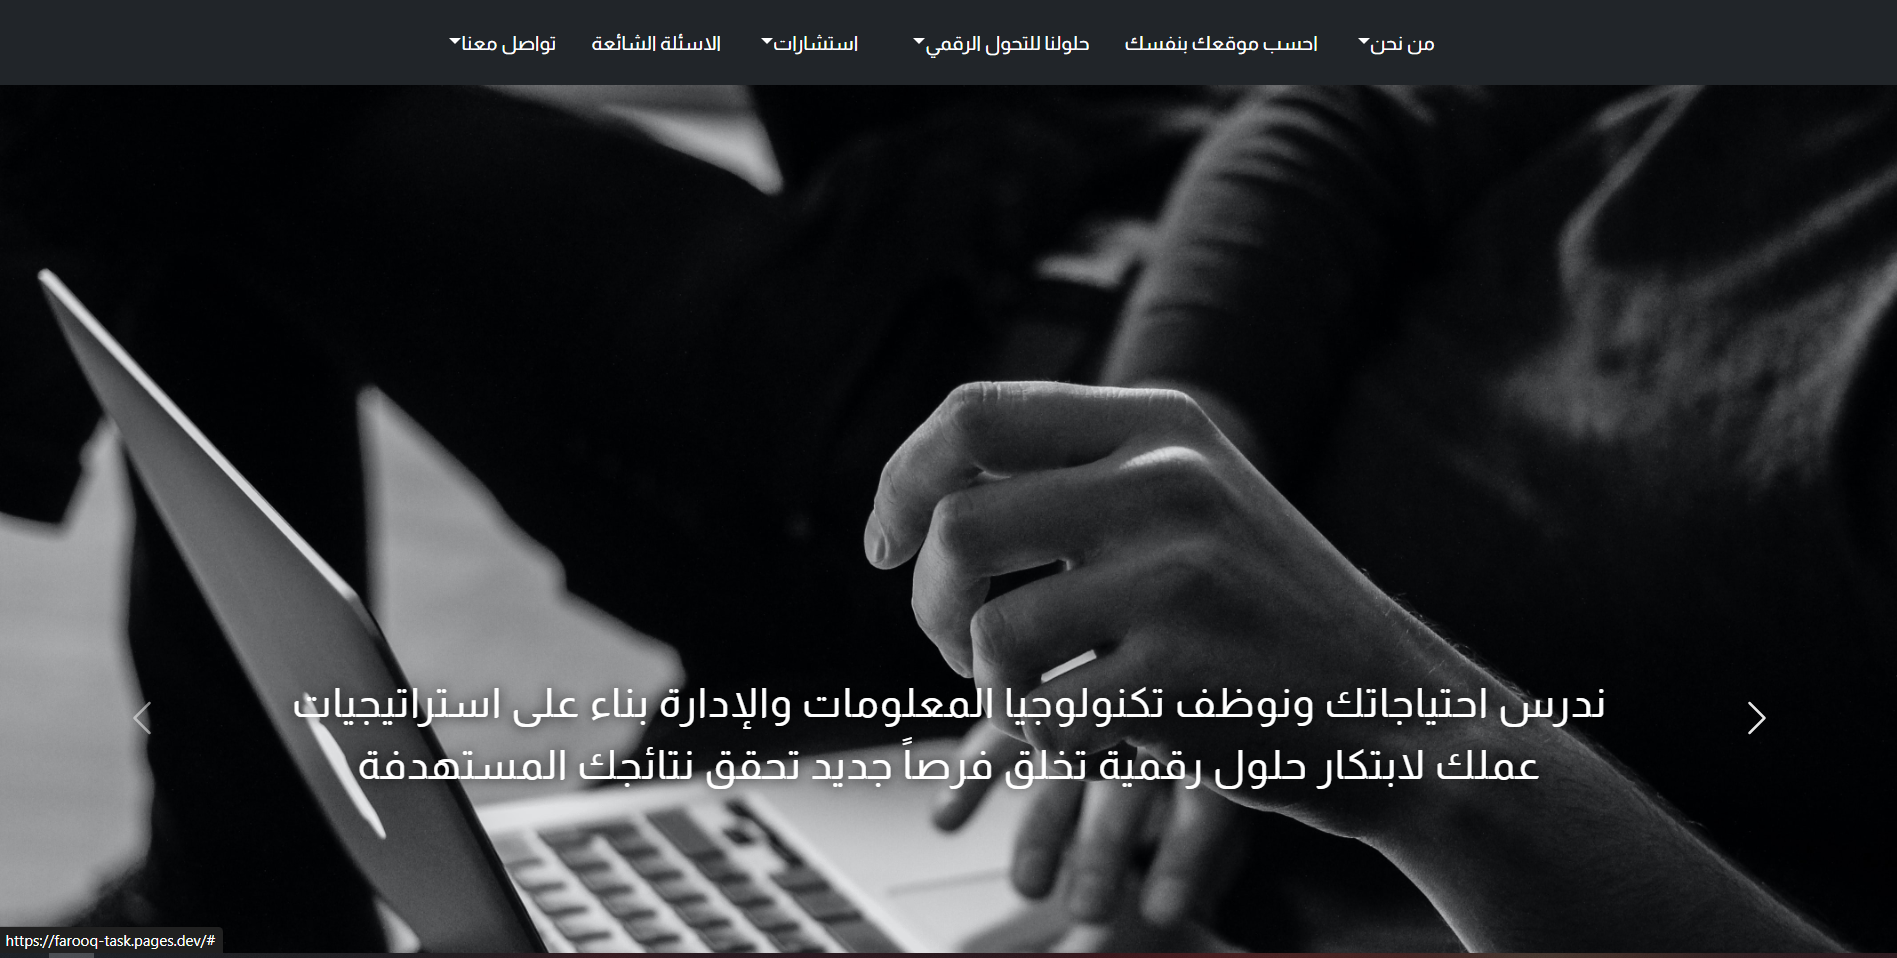 من نحن
احسب موقعك بنفسك
حلولنا للتحول الرقمي
استشارات
الاسئلة الشائعة
تواصل معنا
ندرس احتياجاتك ونوظف تكنولوجيا المعلومات والإدارة بناء على استراتيجيات
عملك لابتكار حلول رقمية تخلق فرصاً جديد تحقق نتائجك المستهدفة
https://farooq-task.pages.dev/#